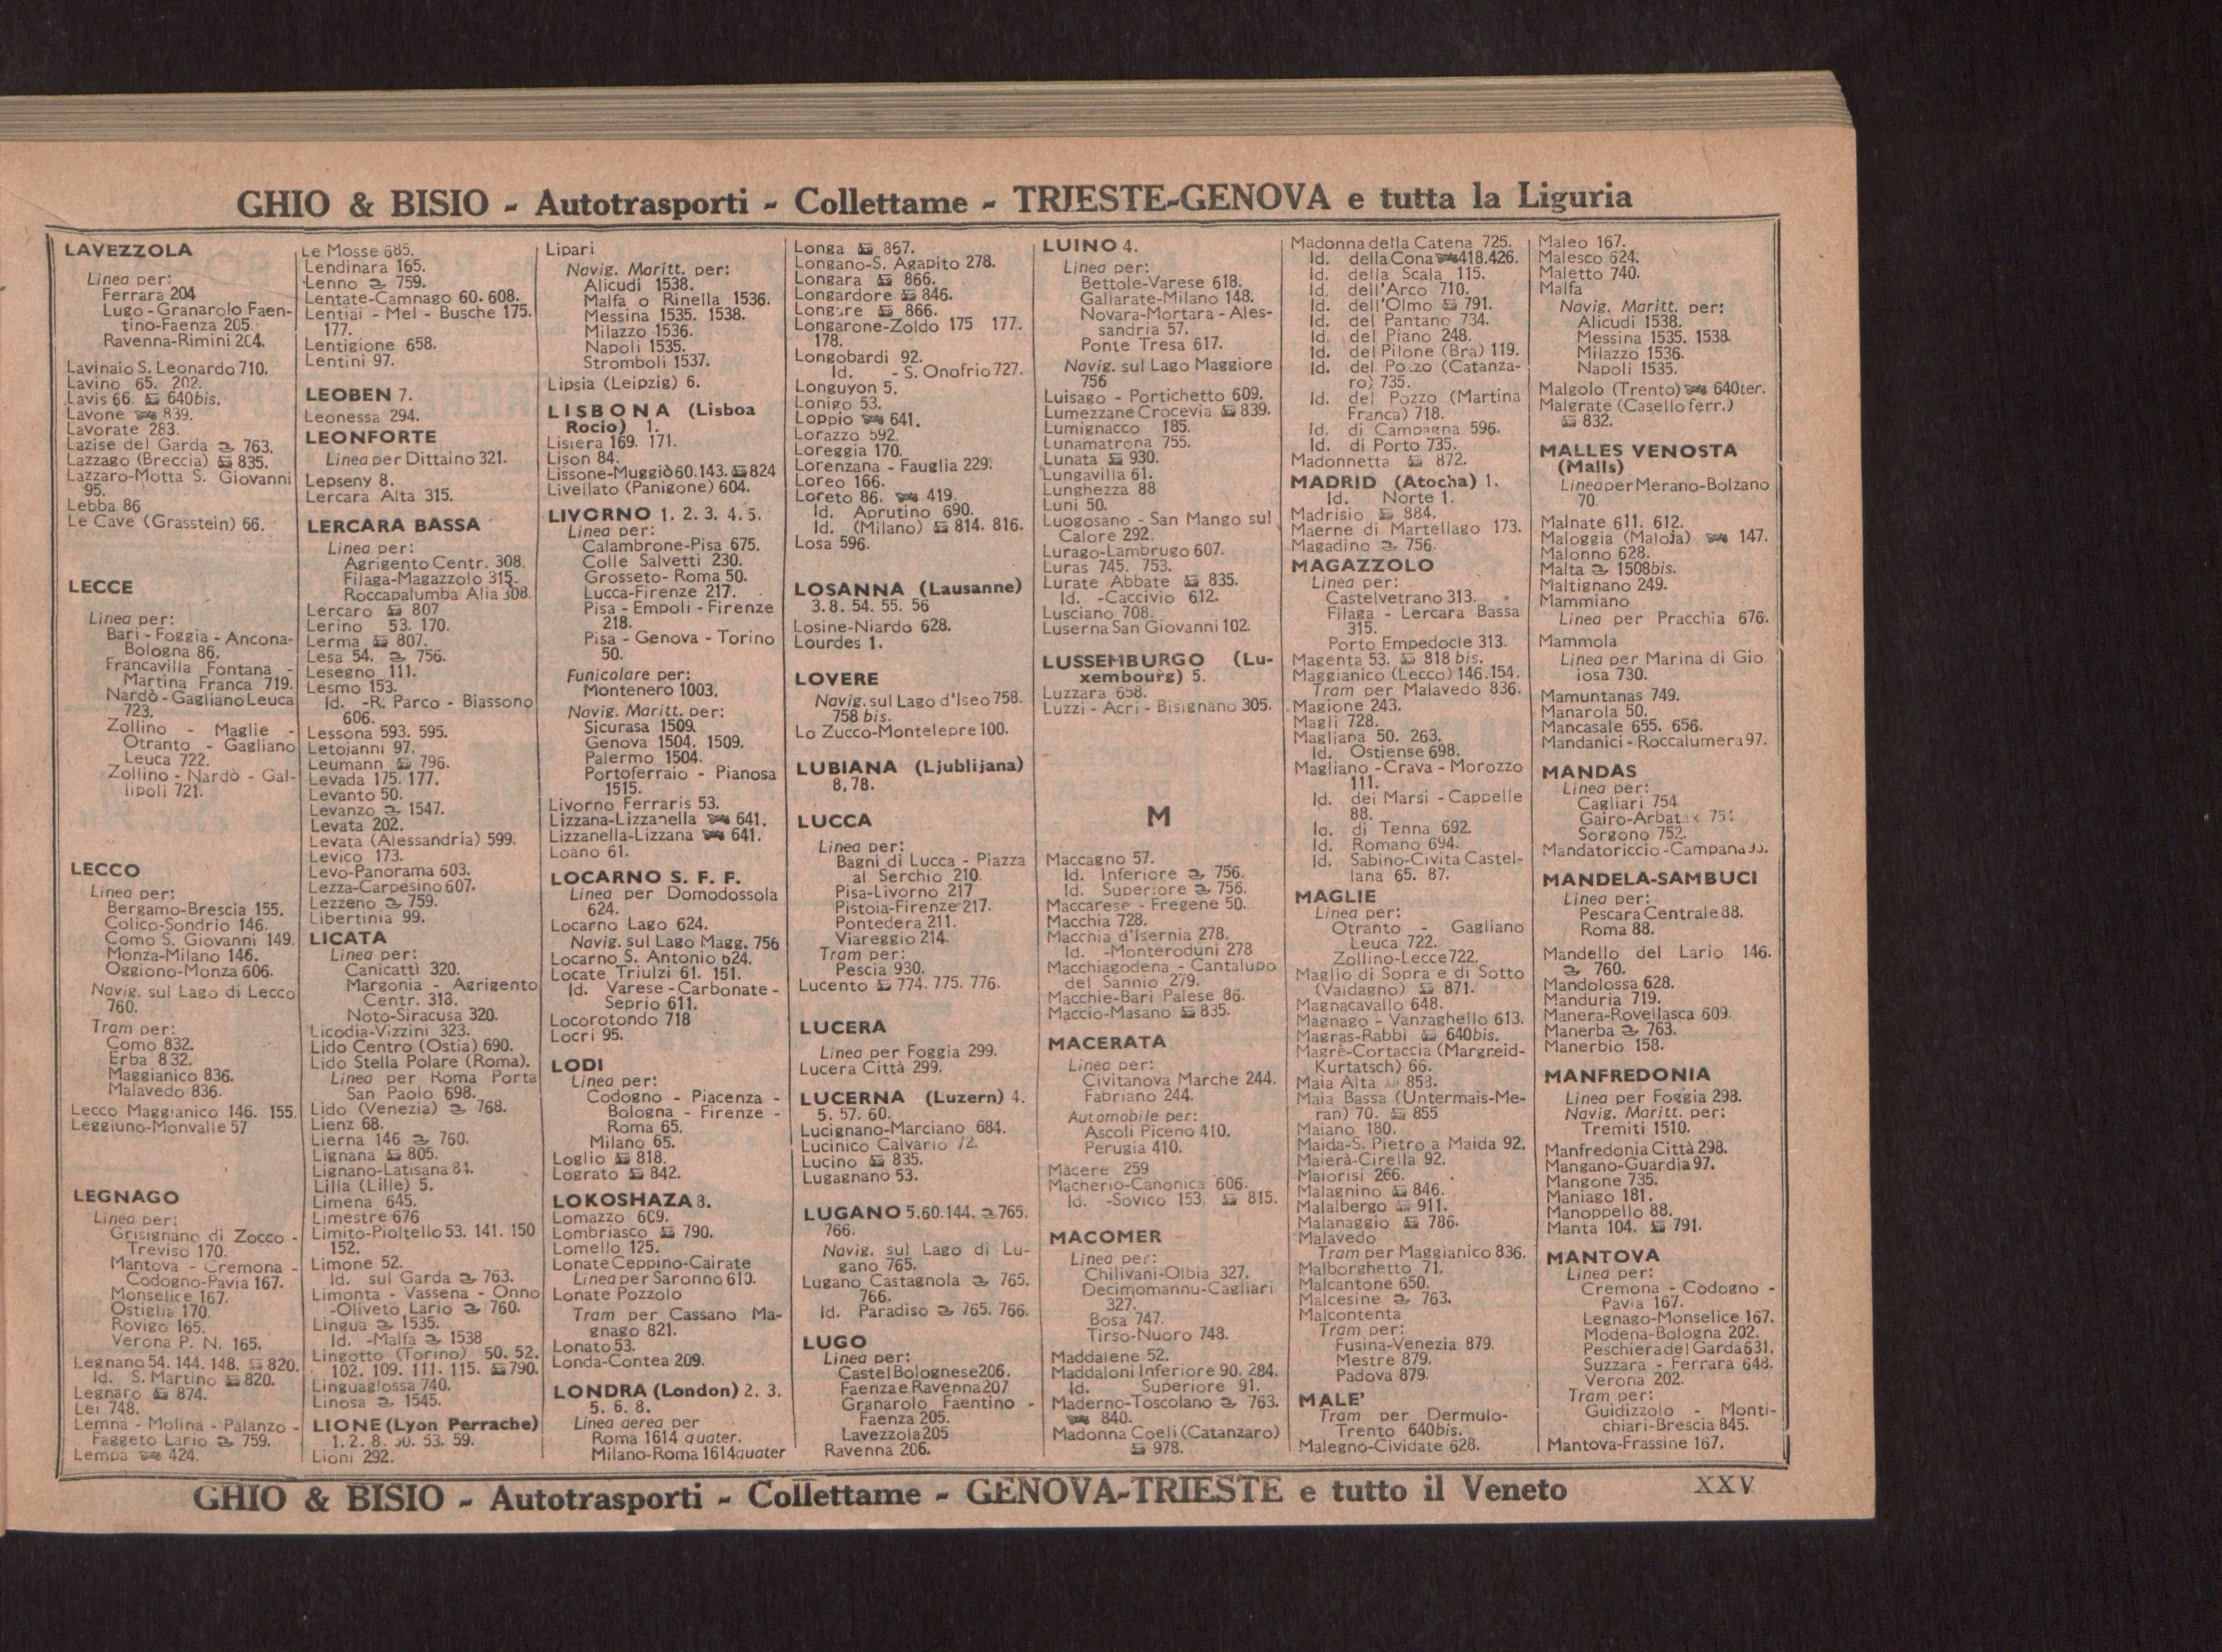 GHIO & BISIO - Autotrasporti - Collettame - TRIESTE-GENOVA e tutta la Liguria
LAVEZZOLA
Linea per:
Ferrara 204
Lugo - Granarolo Faen-
tino-Faenza 205.
Ravenna-Rimini 204.
Lavinaio S. Leonardo 710.
Lavino 65. 202.
Lavis 66. 640bis.
Lavone 839.
Lavorate 283.
Lazise del Garda 763.
Lazzago (Breccia) 835.
Lazzaro-Motta S. Giovanni
95.
Lebba 86
Le Cave (Grasstein) 66.
LECCE
Linea per:
Bari - Foggia - Ancona-
Bologna 86.
Francavilla Fontana -
Martina Franca 719.
Nardò - Gagliano Leuca
723.
Zollino - Maglie -
Otranto - Gagliano
Leuca 722.
Zollino - Nardò - Gal-
lipoli 721.
LECCO
Linea per:
Bergamo-Brescia 155.
Colico-Sondrio 146.
Como S. Giovanni 149.
Monza-Milano 146.
Oggiono-Monza 606.
Navig. sul Lago di Lecco
760.
Tram per:
Como 832.
Erba 832.
Maggianico 836.
Malavedo 836.
Lecco Maggianico 146. 155.
Leggiuno-Monvalle 57
LEGNAGO
Linea per:
Grisignano di Zocco -
Treviso 170.
Mantova - Cremona -
Codogno-Pavia 167.
Monselice 167.
Ostiglia 170.
Rovigo 165.
Verona P. N. 165.
Legnano 54. 144. 148. 820.
Id. S. Martino 820.
Legnaro 874.
Lei 748.
Lemna - Molina - Palanzo -
Faggeto Lario 759.
Lempa 424.
Le Mosse 685.
Lendinara 165.
Lenno 759.
Lentate-Camnago 60. 608.
Lentiai - Mel - Busche 175.
177.
Lentigione 658.
Lentini 97.
LEOBEN 7.
Leonessa 294.
LEONFORTE
Linea per Dittaino 321.
Lepseny 8.
Lercara Alta 315.
LERCARA BASSA
Linea per:
Agrigento Centr. 308.
Filaga-Magazzolo 315.
Roccapalumba Alia 308.
Lercaro 807
Lerino 53. 170.
Lerma 807.
Lesa 54. 756.
Lesegno 111.
Lesmo 153.
Id. -R. Parco - Biassono
606.
Lessona 593. 595.
Letojanni 97.
Leumann 796.
Levada 175. 177.
Levanto 50.
Levanzo 1547.
Levata 202.
Levata (Alessandria) 599.
Levico 173.
Levo-Panorama 603.
Lezza-Carpesino 607.
Lezzeno 759.
Libertinia 99.
LICATA
Linea per:
Canicattì 320.
Margonia - Agrigento
Centr. 318.
Noto-Siracusa 320.
Licodia-Vizzini 323.
Lido Centro (Ostia) 690.
Lido Stella Polare (Roma).
Linea per Roma Porta
San Paolo 698.
Lido (Venezia) 768.
Lienz 68.
Lierna 146 760.
Lignana 805.
Lignano-Latisana 84.
Lilla (Lille) 5.
Limena 645.
Limestre 676
Limito-Pioltello 53. 141. 150
152.
Limone 52.
Id. sul Garda 763.
Limonta - Vassena - Onno
-Oliveto Lario 760.
Lingua 1535.
Id. -Malfa 1538
Lingotto (Torino) 50. 52.
102. 109. 111. 115. 790.
Linguaglossa 740.
Linosa 1545.
LIONE (Lyon Perrache)
1. 2. 8. 50. 53. 59.
Lioni 292.
Lipari
Navig. Maritt. per:
Alicudi 1538.
Malfa o Rinella 1536.
Messina 1535. 1538.
Milazzo 1536.
Napoli 1535.
Stromboli 1537.
Lipsia (Leipzig) 6.
LISBONA (Lisboa
Rocio) 1.
Lisiera 169. 171.
Lison 84.
Lissone-Muggiò 60. 143. 824
Livellato (Panigone) 604.
LIVORNO 1. 2. 3. 4. 5.
Linea per:
Calambrone-Pisa 675.
Colle Salvetti 230.
Grosseto- Roma 50.
Lucca-Firenze 217.
Pisa - Empoli - Firenze
218.
Pisa - Genova - Torino
50.
Funicolare per:
Montenero 1003.
Navig. Maritt. per:
Sicurasa 1509.
Genova 1504. 1509.
Palermo 1504.
Portoferraio - Pianosa
1515.
Livorno Ferraris 53.
Lizzana-Lizzanella 641.
Lizzanella-Lizzana 641.
Loano 61.
LOCARNO S. F. F.
Linea per Domodossola
624.
Locarno Lago 624.
Navig. sul Lago Magg. 756
Locarno S. Antonio 624.
Locate Triulzi 61. 151.
Id. Varese - Carbonate -
Seprio 611.
Locorotondo 718
Locri 95.
LODI
Linea per:
Codogno - Piacenza -
Bologna - Firenze -
Roma 65.
Milano 65.
Loglio 818.
Lograto 842.
LOKOSHAZA 8.
Lomazzo 609.
Lombriasco 790.
Lomello 125.
Lonate Ceppino-Cairate
Linea per Saronno 610.
Lonate Pozzolo
Tram per Cassano Ma-
gnago 821.
Lonato 53.
Londa-Contea 209.
LONDRA (London) 2. 3.
5. 6. 8.
Linea aerea per
Roma 1614 quater.
Milano-Roma 1614quater
Longa 867.
Longano-S. Agapito 278.
Longara 866.
Longardore 846.
Longare 866.
Longarone-Zoldo 175 177.
178.
Longobardi 92.
Id. - S. Onofrio 727.
Longuyon 5.
Lonigo 53.
Loppio 641.
Lorazzo 592.
Loreggia 170.
Lorenzana - Fauglia 229.
Loreo 166.
Loreto 86. 419.
Id. Aprutino 690.
Id. (Milano) 814. 816.
Losa 596.
LOSANNA (Lausanne)
3. 8. 54. 55. 56
Losine-Niardo 628.
Lourdes 1.
LOVERE
Navig. sul Lago d'Iseo 758.
758 bis.
Lo Zucco-Montelepre 100.
LUBIANA (Ljublijana)
8, 78.
LUCCA
Linea per:
Bagni di Lucca - Piazza
al Serchio 210.
Pisa-Livorno 217
Pistoia-Firenze 217.
Pontedera 211.
Viareggio 214.
Tram per:
Pescia 930.
Lucento 774. 775. 776.
LUCERA
Linea per Foggia 299.
Lucera Città 299.
LUCERNA (Luzern) 4.
5. 57. 60.
Lucignano-Marciano 684.
Lucinico Calvario 72.
Lucino 835.
Lugagnano 53.
LUGANO 5. 60. 144. 765.
766.
Navig. sul Lago di Lu-
gano 765.
Lugano Castagnola 765.
766.
Id. Paradiso 765. 766.
LUGO
Linea per:
Castel Bolognese 206.
Faenza e Ravenna 207
Granarolo Faentino -
Faenza 205.
Lavezzola 205
Ravenna 206.
LUINO 4.
Linea per:
Bettole-Varese 618.
Gallarate-Milano 148.
Novara-Mortara - Ales-
sandria 57.
Ponte Tresa 617.
Navig. sul Lago Maggiore
756
Luisago - Portichetto 609.
Lumezzane Crocevia 839.
Lumignacco 185.
Lunamatrona 755.
Lunata 930.
Lungavilla 61.
Lunghezza 88
Luni 50.
Luogosano - San Mango sul
Calore 292.
Lurago-Lambrugo 607.
Luras 745. 753.
Lurate Abbate 835.
Id. -Caccivio 612.
Lusciano 708.
Luserna San Giovanni 102.
LUSSEMBURGO (Lu-
xembourg) 5.
Luzzara 658.
Luzzi - Acri - Bisignano 305.
M
Maccagno 57.
Id. Inferiore 756.
Id. Superiore 756.
Maccarese - Fregene 50.
Macchia 728.
Macchia d'Isernia 278.
Id. -Monteroduni 278
Macchiagodena - Cantalupo
del Sannio 279.
Macchie-Bari Palese 86.
Maccio-Masano 835.
MACERATA
Linea per:
Civitanova Marche 244.
Fabriano 244.
Automobile per:
Ascoli Piceno 410.
Perugia 410.
Màcere 259
Macherio-Canonica 606.
Id. -Sovico 153. 815.
MACOMER
Linea per:
Chilivani-Olbia 327.
Decimomannu-Cagliari
327.
Bosa 747.
Tirso-Nuoro 748.
Maddalene 52.
Maddaloni Inferiore 90. 284.
Id. Superiore 91.
Maderno-Toscolano 763.
840.
Madonna Coeli (Catanzaro)
978.
Madonna della Catena 725.
Id. della Cona 418. 426.
Id. della Scala 115.
Id. dell'Arco 710.
Id. dell'Olmo 791.
Id. del Pantano 734.
Id. del Piano 248.
Id. del Pilone (Bra) 119.
Id. del Pozzo (Catanza-
ro) 735.
Id. del Pozzo (Martina
Franca) 718.
Id. di Campagna 596.
Id. di Porto 735.
Madonnetta 872.
MADRID (Atocha) 1.
Id. Norte 1.
Madrisio 884.
Maerne di Martellago 173.
Magadino 756.
MAGAZZOLO
Linea per:
Castelvetrano 313.
Filaga - Lercara Bassa
315.
Porto Empedocle 313.
Magenta 53. 818 bis.
Maggianico (Lecco) 146. 154.
Tram per Malavedo 836.
Magione 243.
Magli 728.
Magliana 50. 263.
Id. Ostiense 698.
Magliano - Crava - Morozzo
111.
Id. dei Marsi - Cappelle
88.
Id. di Tenna 692.
Id. Romano 694.
Id. Sabino-Civita Castel-
lana 65. 87.
MAGLIE
Linea per:
Otranto - Gagliano
Leuca 722.
Zollino-Lecce 722.
Maglio di Sopra e di Sotto
(Valdagno) 871.
Magnacavallo 648.
Magnago - Vanzaghello 613.
Magras-Rabbi 640bis.
Magrè-Cortaccia (Margreid-
Kurtatsch) 66.
Maia Alta 853.
Maia Bassa (Untermais-Me-
ran) 70. 855
Maiano 180.
Maida-S. Pietro a Maida 92.
Maierà-Cirella 92.
Maiorisi 266.
Malagnino 846.
Malalbergo 911.
Malanaggio 786.
Malavedo
Tram per Maggianico 836.
Malborghetto 71.
Malcantone 650.
Malcesine 763.
Malcontenta
Tram per:
Fusina-Venezia 879.
Mestre 879.
Padova 879.
MALE'
Tram per Dermulo-
Trento 640bis.
Malegno-Cividate 628.
Maleo 167.
Malesco 624.
Maletto 740.
Malfa
Navig. Maritt. per:
Alicudi 1538.
Messina 1535. 1538.
Milazzo 1536.
Napoli 1535.
Malgolo (Trento) 640ter.
Malgrate (Casello ferr.)
832.
MALLES VENOSTA
(Malls)
Linea per Merano-Bolzano
70.
Malnate 611. 612.
Maloggia (Maloja) 147.
Malonno 628.
Malta 1508bis.
Maltignano 249.
Mammiano
Linea per Pracchia 676.
Mammola
Linea per Marina di Gio
iosa 730.
Mamuntanas 749.
Manarola 50.
Mancasale 655. 656.
Mandanici - Roccalumera 97.
MANDAS
Linea per:
Cagliari 754
Gairo-Arbatax
Sorgono 752.
Mandatoriccio - Campana
MANDELA-SAMBUCI
Linea per:
Pescara Centrale 88.
Roma 88.
Mandello del Lario 146.
760.
Mandolossa 628.
Manduria 719.
Manera-Rovellasca 609.
Manerba 763.
Manerbio 158.
MANFREDONIA
Linea per Foggia 298.
Navig. Maritt. per:
Tremiti 1510.
Manfredonia Città 298.
Mangano-Guardia 97.
Mangone 735.
Maniago 181.
Manoppello 88.
Manta 104. 791.
MANTOVA
Linea per:
Cremona - Codogno -
Pavia 167.
Legnago-Monselice 167.
Modena-Bologna 202.
Peschiera del Garda 631.
Suzzara - Ferrara 648.
Verona 202.
Tram per:
Guidizzolo - Monti-
chiari-Brescia 845.
Mantova-Frassine 167.
GHIO & BISIO - Autotrasporti - Collettame - GENOVA-TRIESTE e tutto il Veneto
XXV